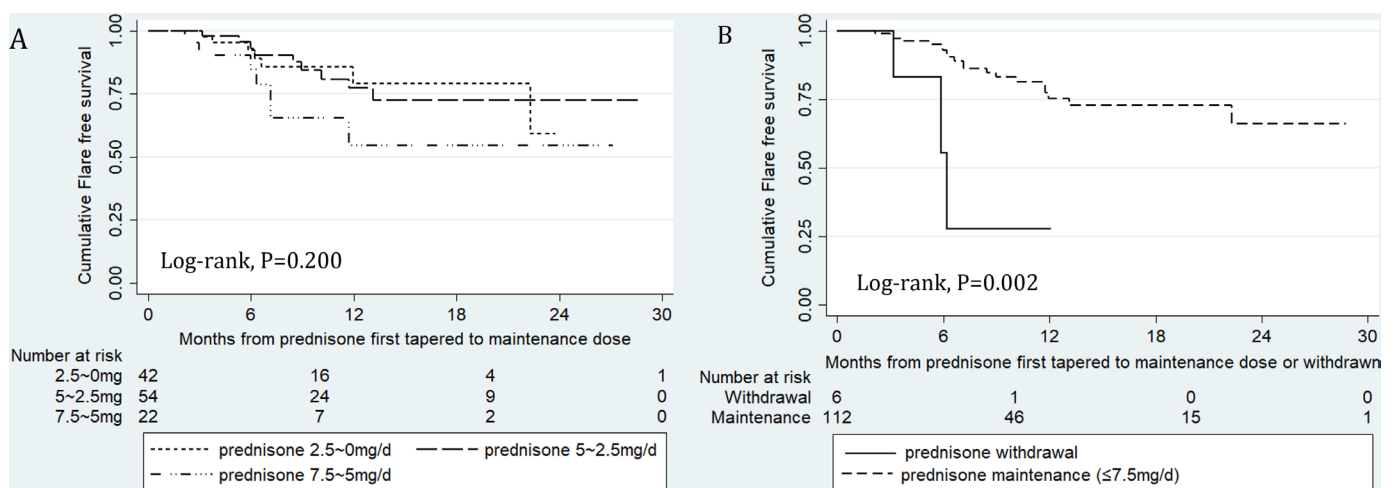 A
Cumulative Flare free survival
1.00
0.75
0.50
0.25
0.00
Log-rank, P=0.200
0 6 12 18 24 30
Months from prednisone first tapered to maintenance dose
Number at risk
2.5~0mg 42 16 4 1
5~2.5mg 54 24 9 0
7.5~5mg 22 7 2 0
prednisone 2.5~0mg/d prednisone 5~2.5mg/d
prednisone 7.5~5mg/d
B
Cumulative Flare free survival
1.00
0.75
0.50
0.25
0.00
Log-rank, P=0.002
0 6 12 18 24 30
Months from prednisone first tapered to maintenance dose or withdrawn
Number at risk
Withdrawal 6 1 0 0
Maintenance 112 46 15 1
prednisone withdrawal
prednisone maintenance (≤7.5mg/d)